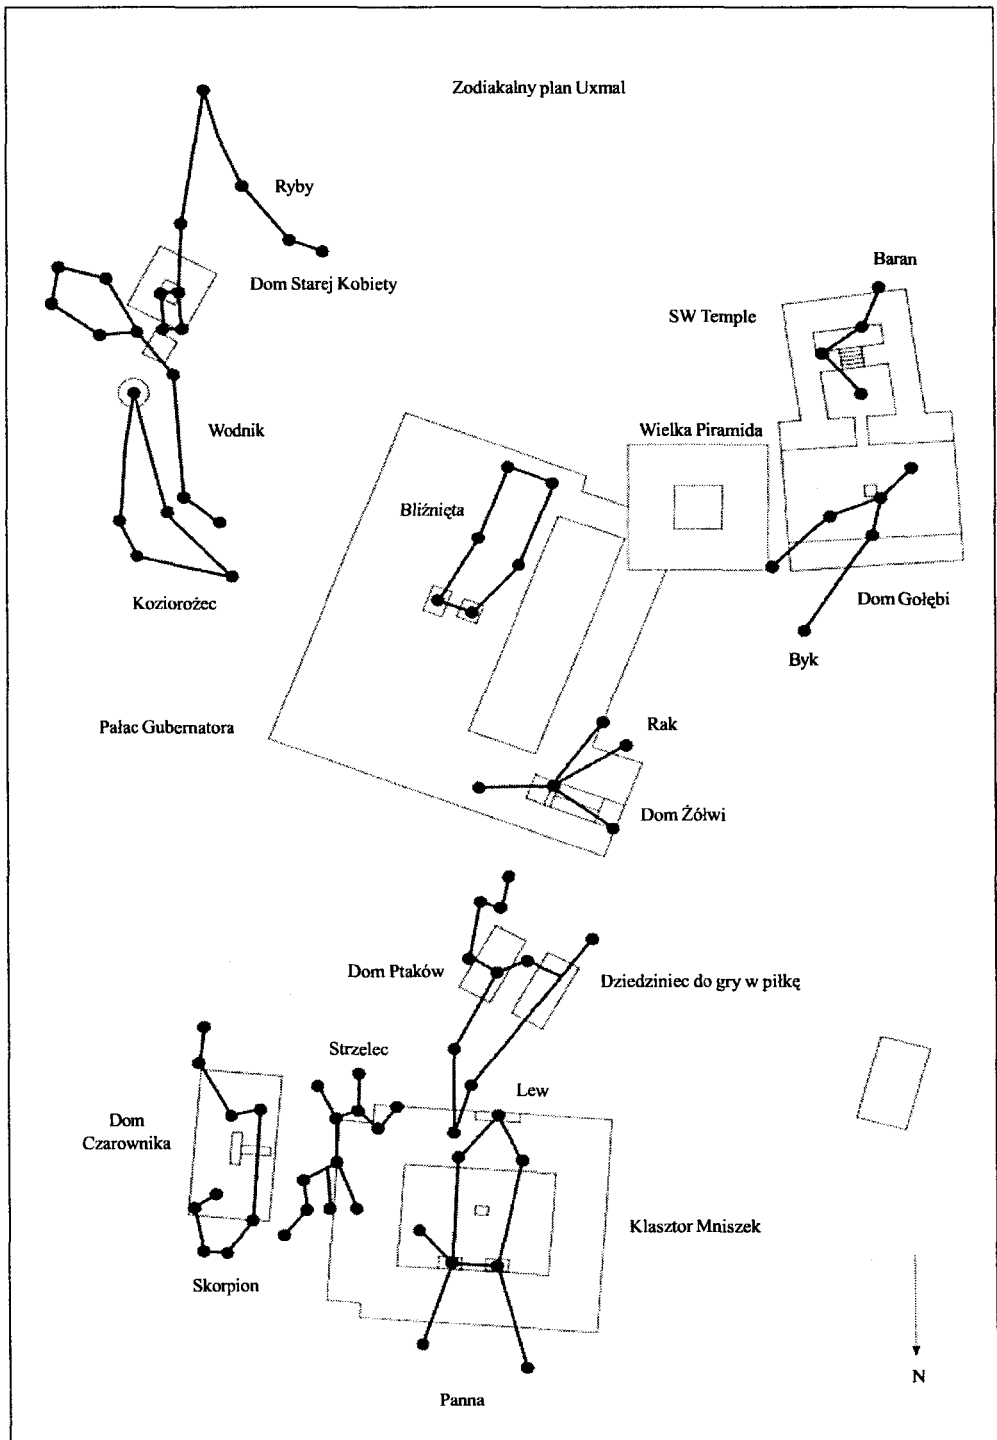 Zodiakalny plan Uxmal
Ryby
Dom Starej Kobiety
Baran
SW Temple
Wodnik
Wielka Piramida
Bliźnięta
Koziorożec
Dom Gołębi
Byk
Pałac Gubernatora
Rak
Dom Żółwi
Dom Ptaków
Dziedziniec do gry w piłkę
Strzelec
Lew
Dom
Czarownika
Klasztor Mniszek
Skorpion
N
Panna